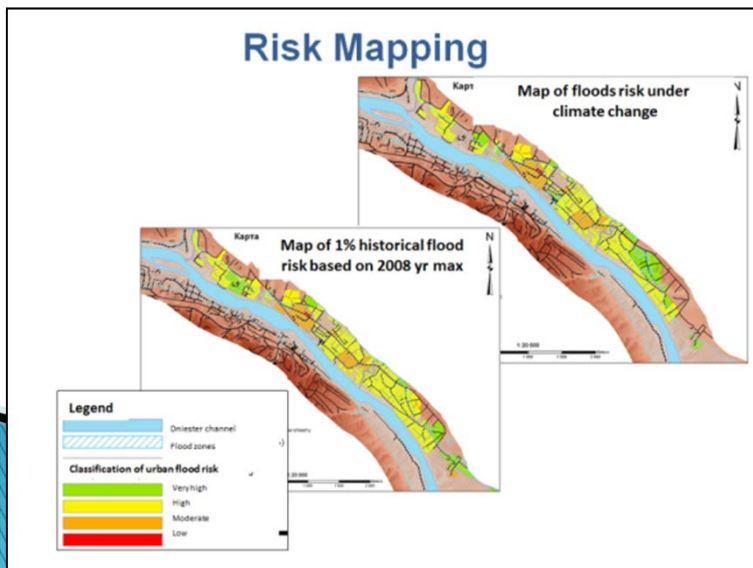 Risk Mapping
Карт
Map of floods risk under
climate change
N
1:20 000
Карта
Map of 1% historical flood
risk based on 2008 yr max
N
20 000
Legend
Dniester channel
Flood zones
Classification of urban flood risk
Very high
High
Moderate
Low